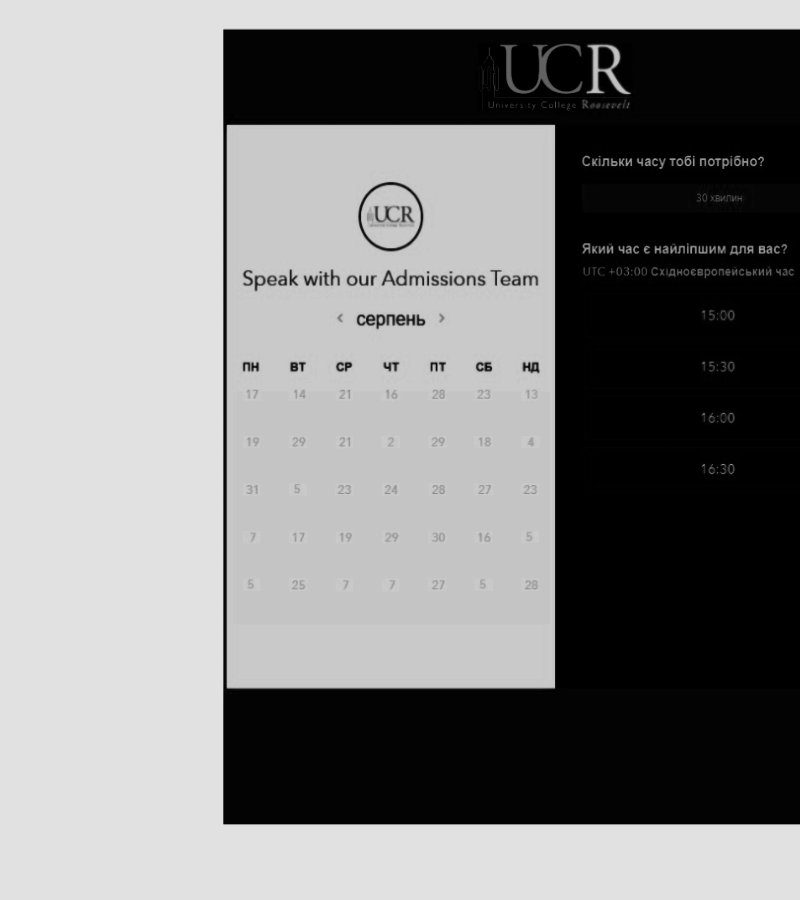 UCR
University College Roosevelt
UCR
Speak with our Admissions Team
< серпень >
ПН ВТ СР ЧТ ПТ СБ НД
17 14 21 16 28 23 13
19 29 21 2 29 18 4
31 5 23 24 28 27 23
7 17 19 29 30 16 5
5 25 7 7 27 5 28
Скільки часу тобі потрібно?
30 хвилин
Який час є найліпшим для вас?
UTC +03:00 Східноєвропейський час
15:00
15:30
16:00
16:30